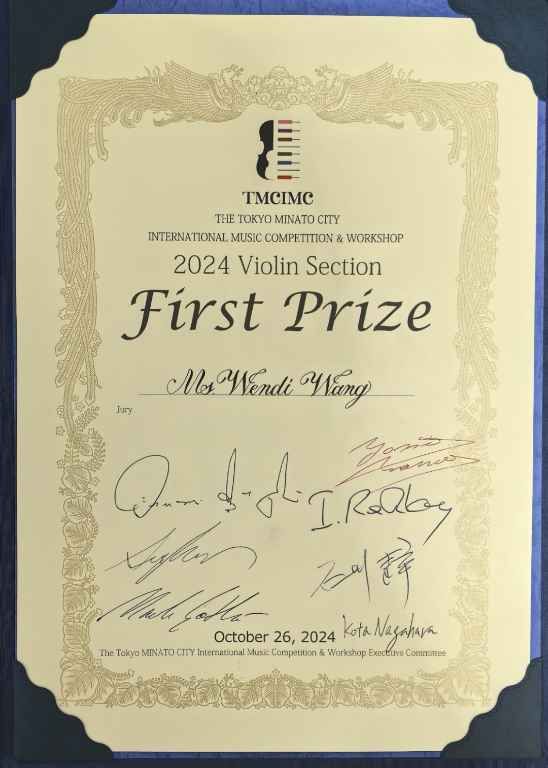 TMCIMC
THE TOKYO MINATO CITY
INTERNATIONAL MUSIC COMPETITION & WORKSHOP
2024 Violin Section
First Prize
Ms. Wendi Wang
Jury
October 26, 2024
Kota Nagahara
The Tokyo MINATO CITY International Music Competition & Workshop Executive Committee